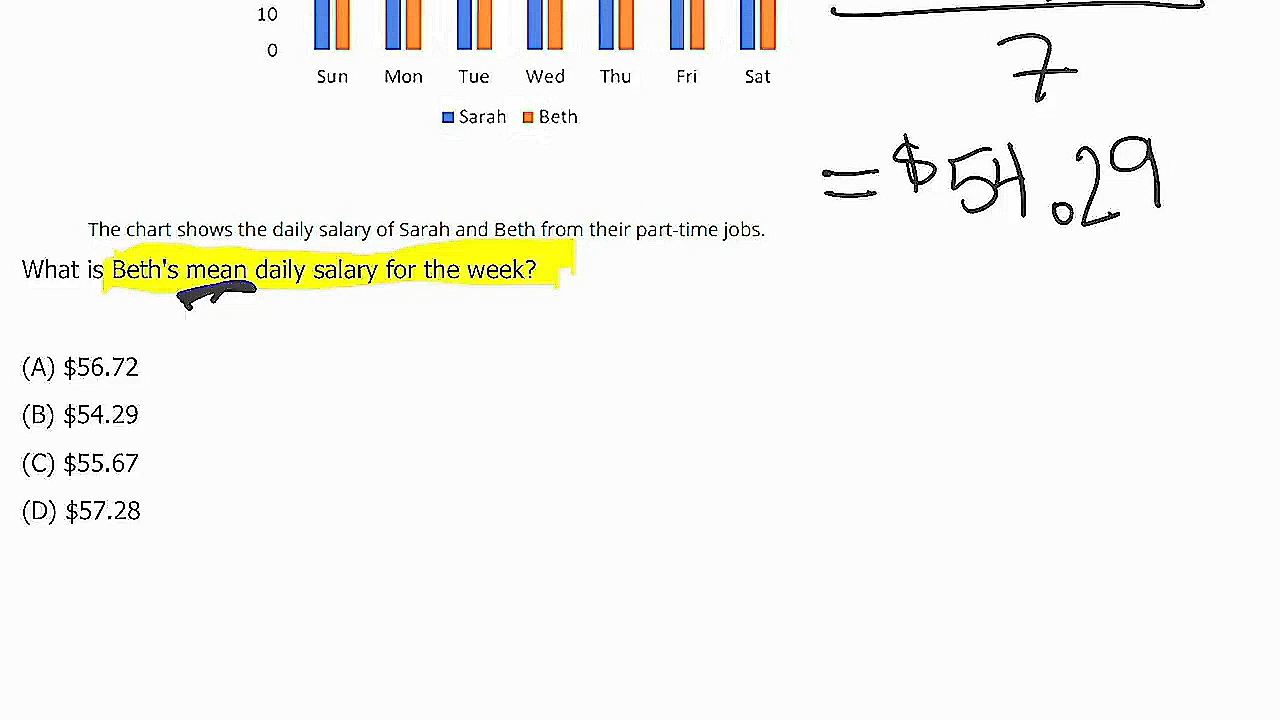 10
0
Sun Mon Tue Wed Thu Fri Sat
Sarah Beth
7
= $54.29
The chart shows the daily salary of Sarah and Beth from their part-time jobs.
What is Beth's mean daily salary for the week?
(A) $56.72
(B) $54.29
(C) $55.67
(D) $57.28